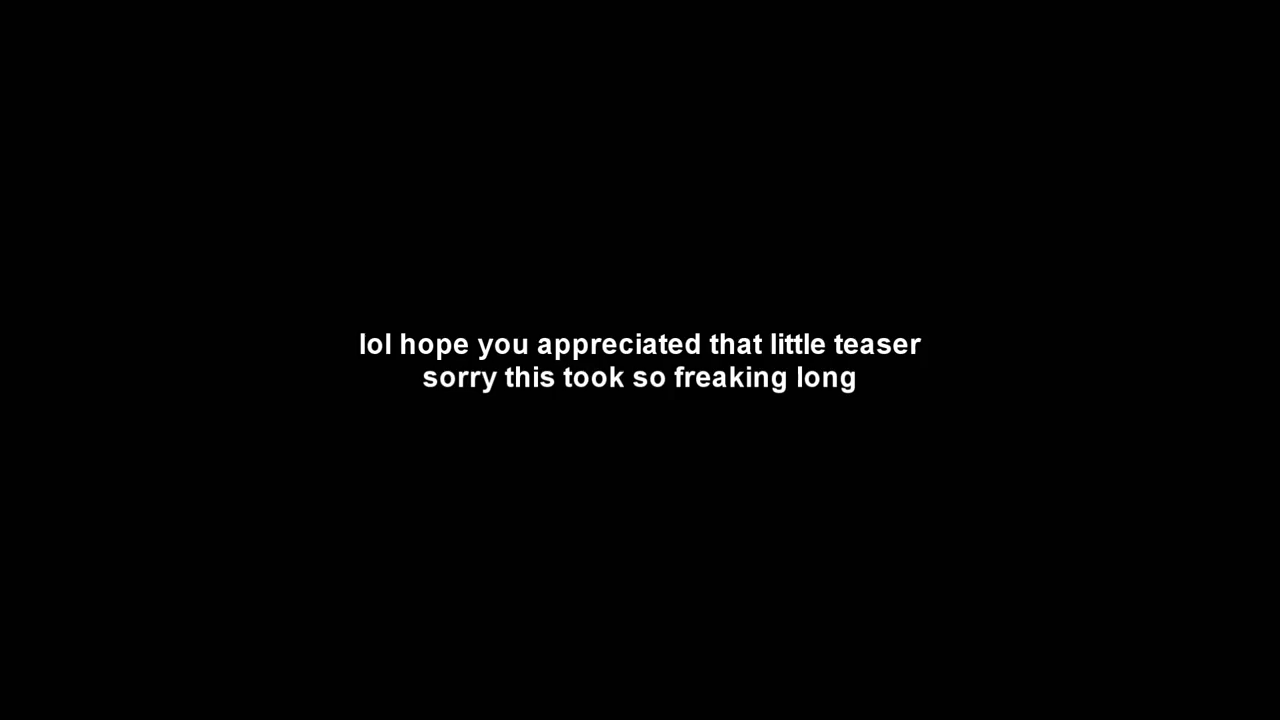 lol hope you appreciated that little teaser
sorry this took so freaking long